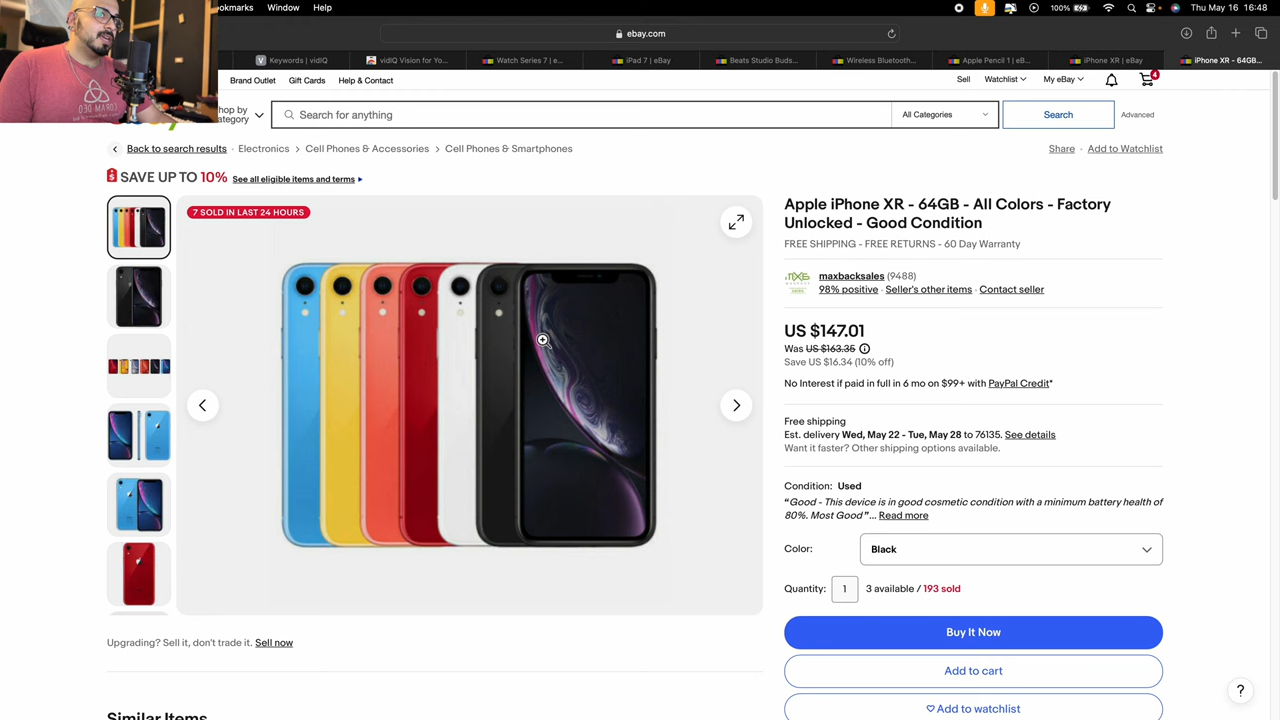 Bookmarks Window Help
100% Thu May 16 16:48
ebay.com
Keywords | vidIQ
vidIQ Vision for Yo...
Watch Series 7 | e...
iPad 7 | eBay
Beats Studio Buds...
Wireless Bluetooth...
Apple Pencil 1 | eB...
iPhone XR | eBay
iPhone XR - 64GB...
Brand Outlet Gift Cards Help & Contact
Sell Watchlist My eBay 4
hop by
ategory
Search for anything
All Categories
Search
Advanced
Back to search results Electronics > Cell Phones & Accessories > Cell Phones & Smartphones
Share · Add to Watchlist
SAVE UP TO 10% See all eligible items and terms
7 SOLD IN LAST 24 HOURS
Apple iPhone XR - 64GB - All Colors - Factory
Unlocked - Good Condition
FREE SHIPPING - FREE RETURNS - 60 Day Warranty
maxbacksales (9488)
98% positive · Seller's other items · Contact seller
US $147.01
Was US $163.35
Save US $16.34 (10% off)
No Interest if paid in full in 6 mo on $99+ with PayPal Credit*
Free shipping
Est. delivery Wed, May 22 - Tue, May 28 to 76135. See details
Want it faster? Other shipping options available.
Condition: Used
“Good - This device is in good cosmetic condition with a minimum battery health of
80%. Most Good”... Read more
Color: Black
Quantity: 1 3 available / 193 sold
Buy It Now
Add to cart
Add to watchlist
Upgrading? Sell it, don't trade it. Sell now
Similar Items
?